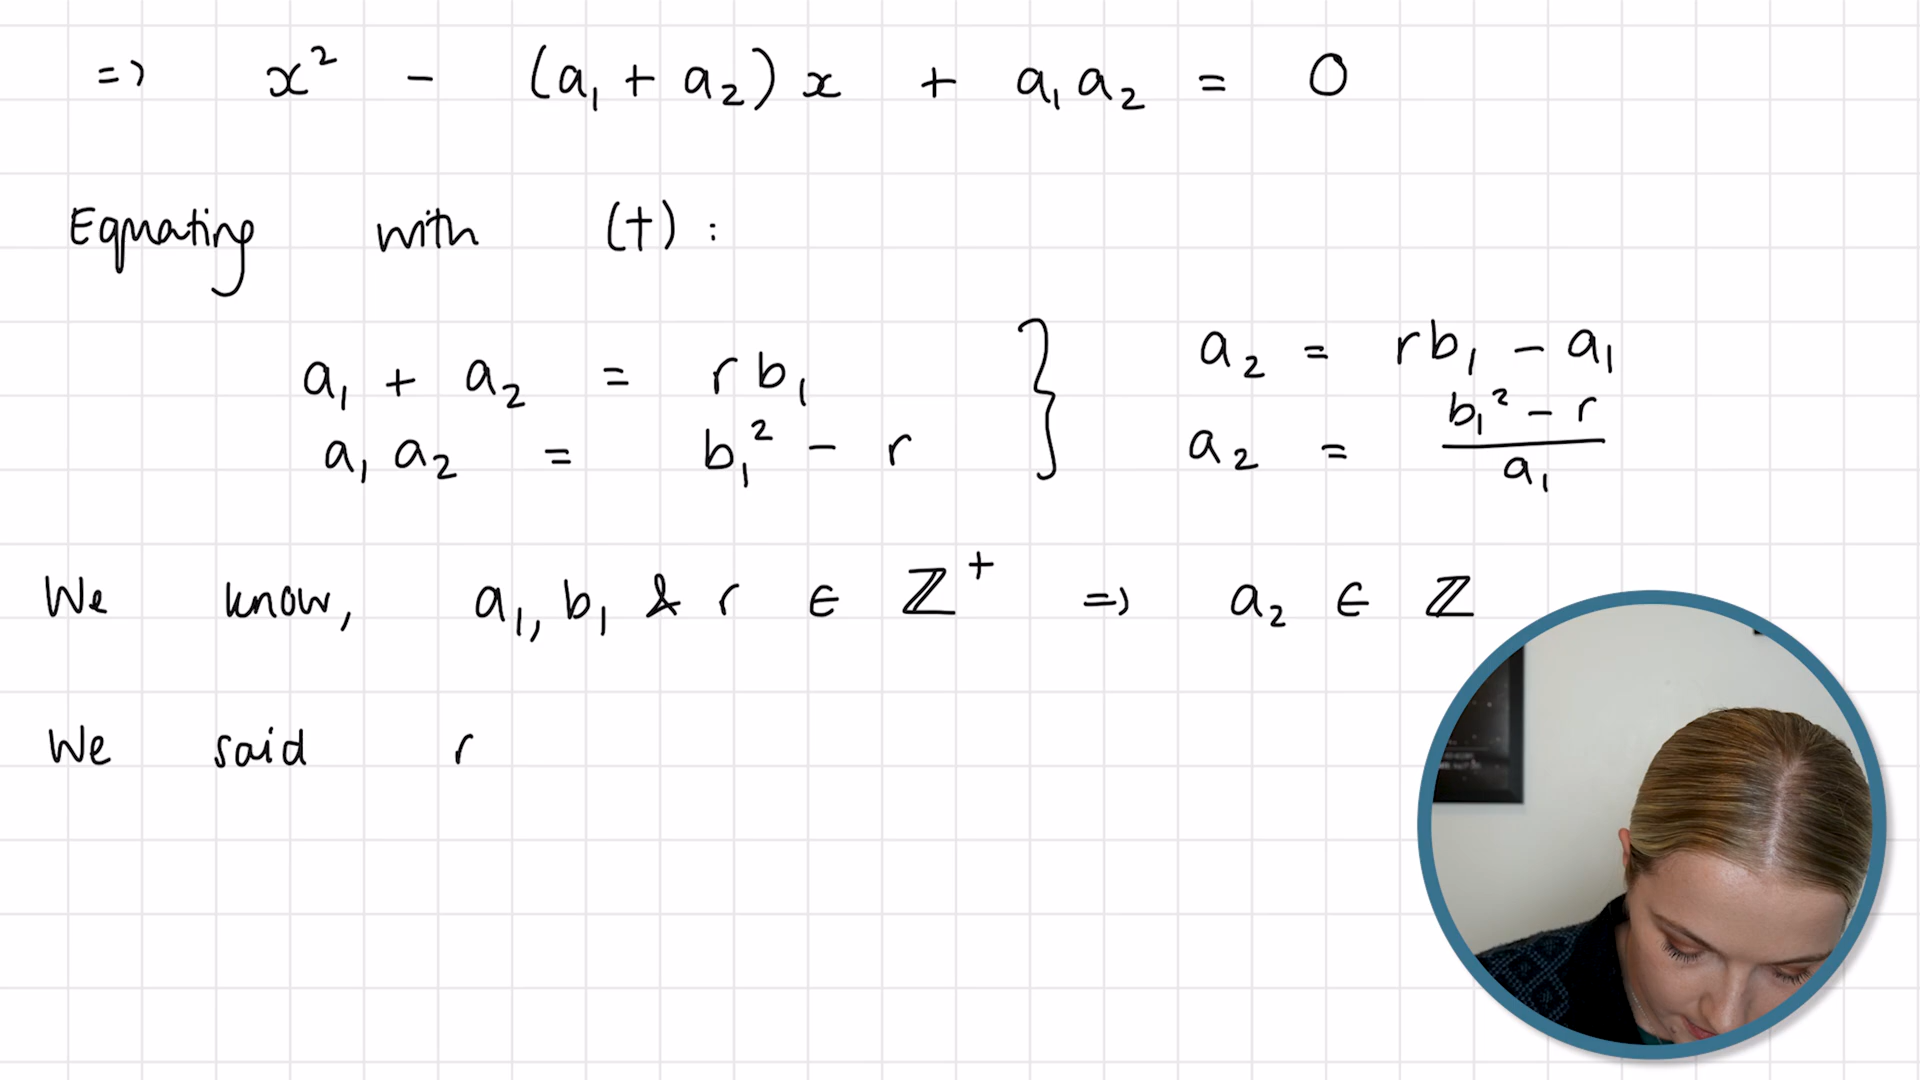 => x² - (a₁ + a₂)x + a₁a₂ = 0
Equating with (†):
a₁ + a₂ = rb₁ } a₂ = rb₁ - a₁
a₁a₂ = b₁² - r } a₂ = (b₁² - r)/a₁
We know, a₁, b₁ & r ∈ ℤ⁺ => a₂ ∈ ℤ
We said r